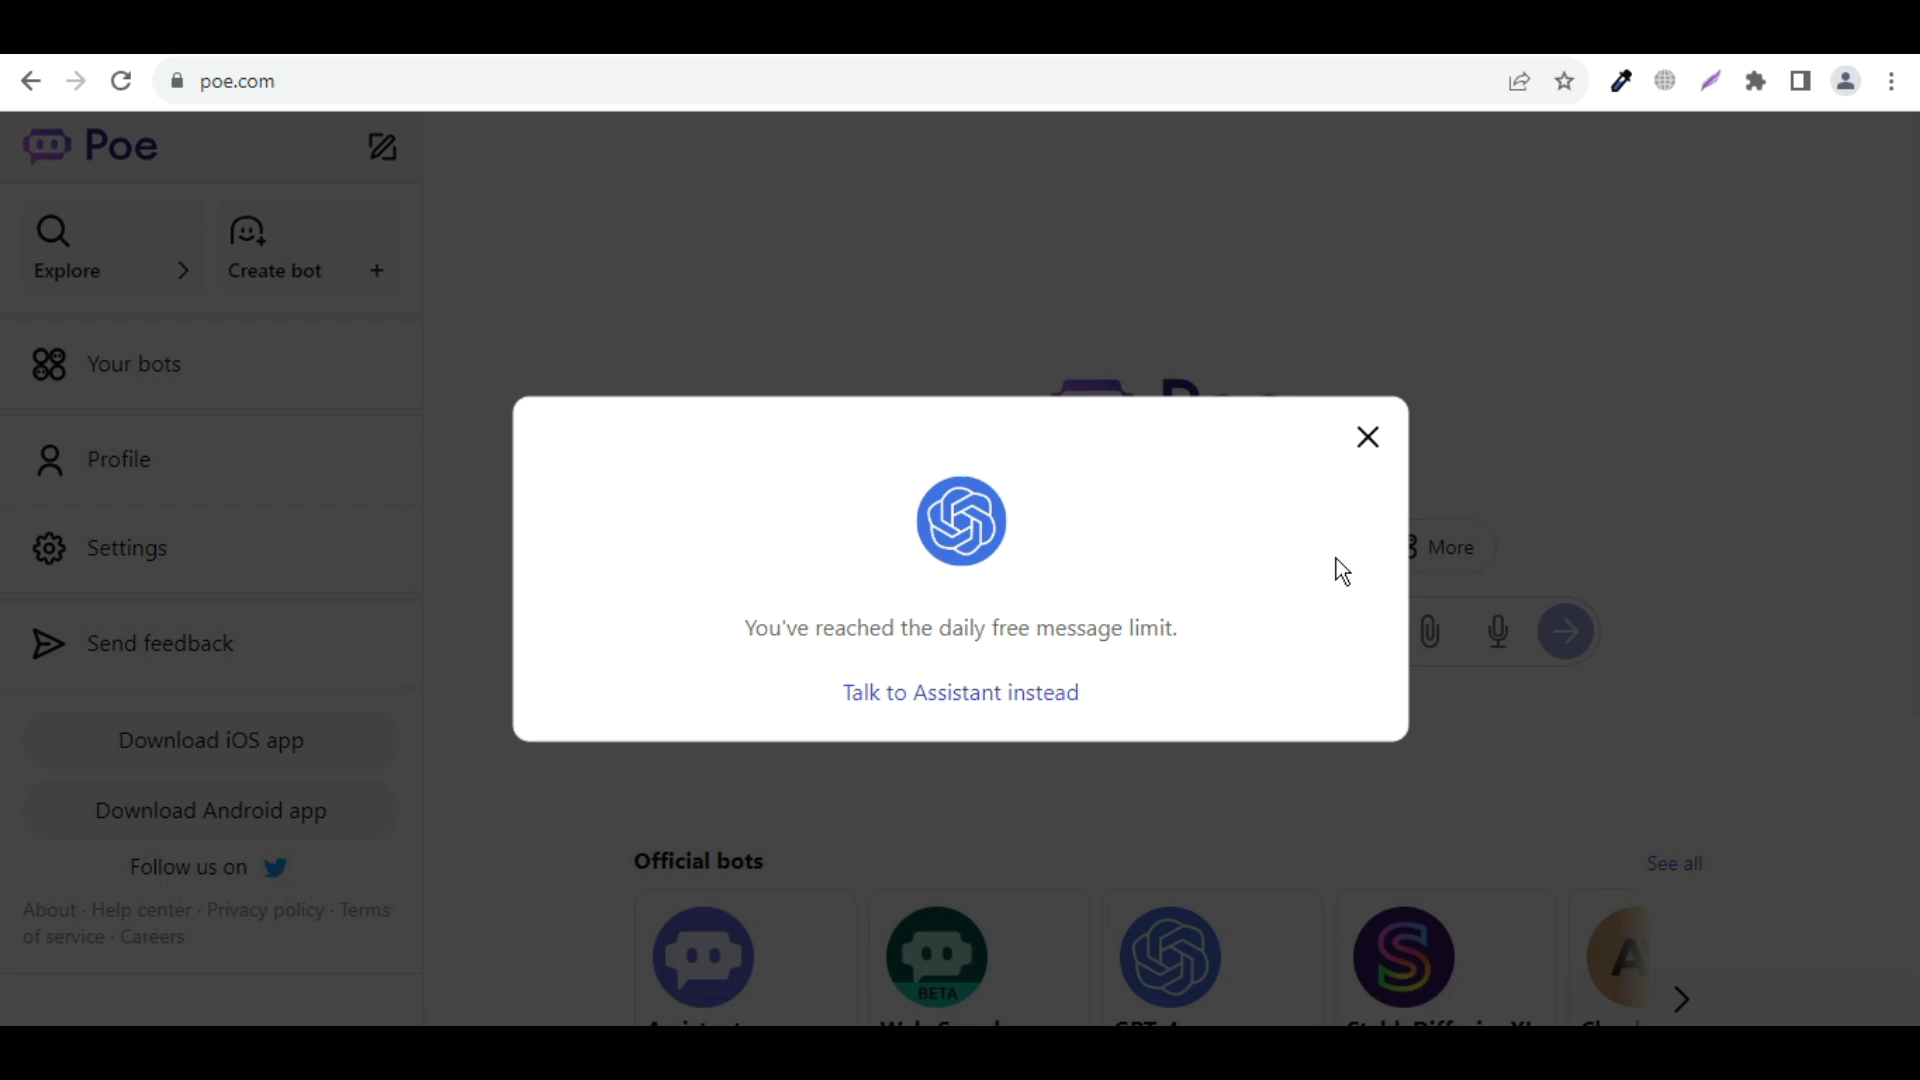 poe.com
Poe
Explore
Create bot +
Your bots
Profile
Settings
Send feedback
Download iOS app
Download Android app
Follow us on
About · Help center · Privacy policy · Terms
of service · Careers
More
You've reached the daily free message limit.
Talk to Assistant instead
Official bots
See all
BETA